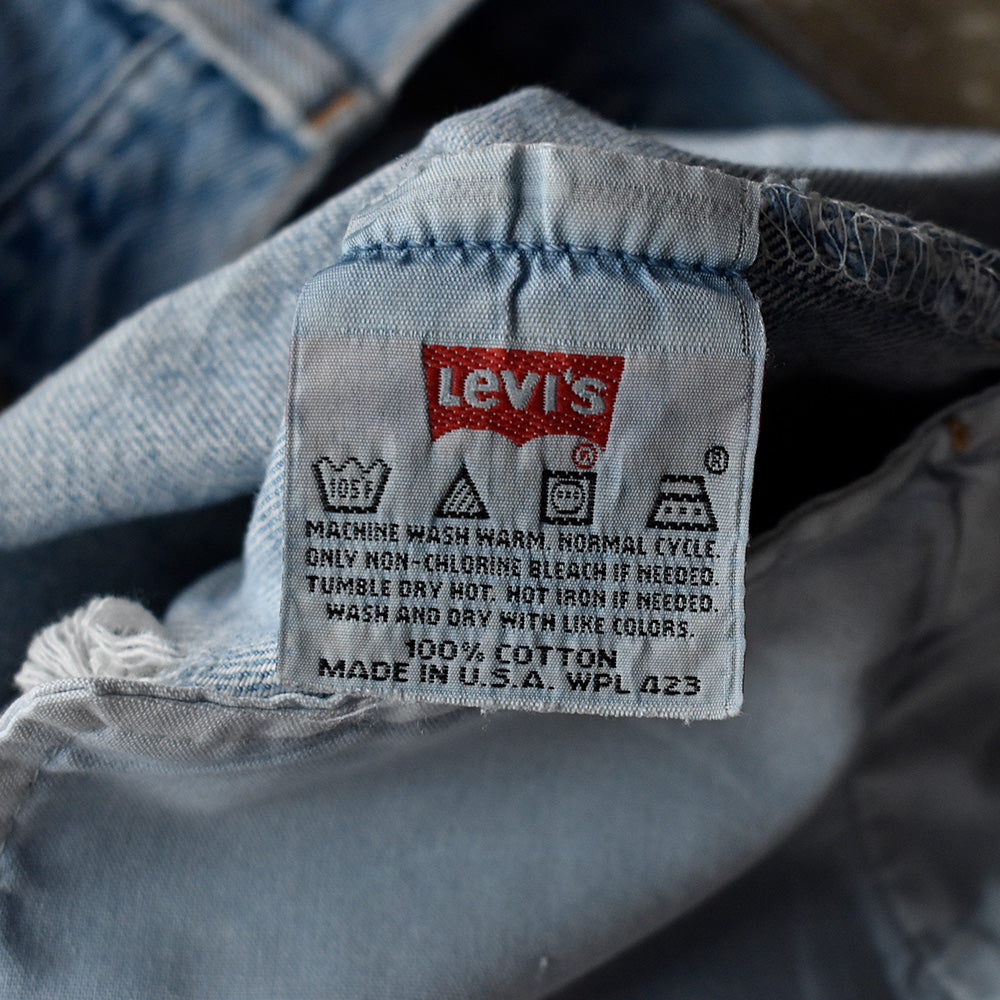 Levi's
®
®
105F
MACHINE WASH WARM. NORMAL CYCLE.
ONLY NON-CHLORINE BLEACH IF NEEDED.
TUMBLE DRY HOT. HOT IRON IF NEEDED.
WASH AND DRY WITH LIKE COLORS.
100% COTTON
MADE IN U.S.A. WPL 423